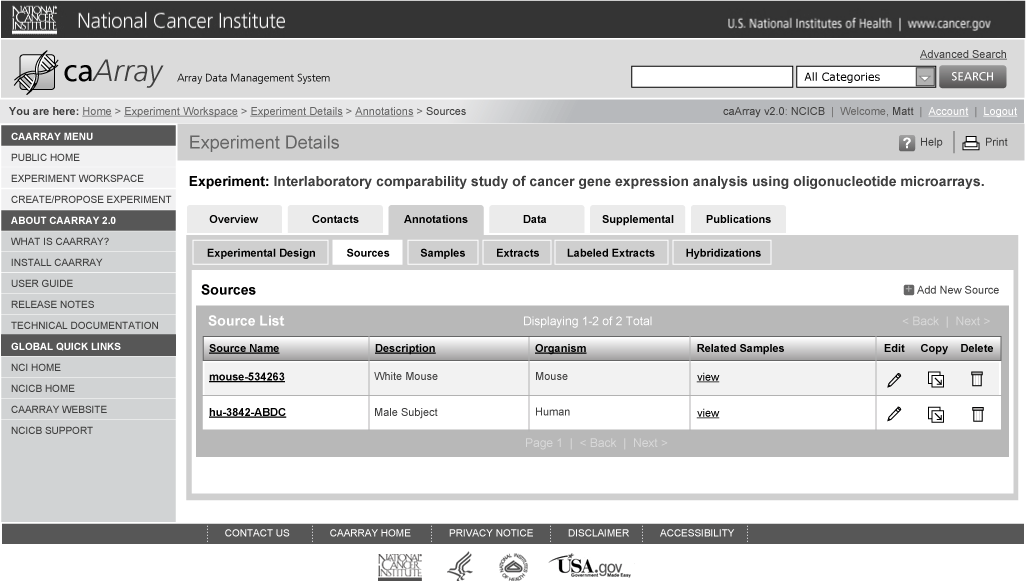 NATIONAL CANCER INSTITUTE
National Cancer Institute
U.S. National Institutes of Health | www.cancer.gov
caArray Array Data Management System
Advanced Search
All Categories SEARCH
You are here: Home > Experiment Workspace > Experiment Details > Annotations > Sources
caArray v2.0: NCICB | Welcome, Matt | Account | Logout
CAARRAY MENU
PUBLIC HOME
EXPERIMENT WORKSPACE
CREATE/PROPOSE EXPERIMENT
ABOUT CAARRAY 2.0
WHAT IS CAARRAY?
INSTALL CAARRAY
USER GUIDE
RELEASE NOTES
TECHNICAL DOCUMENTATION
GLOBAL QUICK LINKS
NCI HOME
NCICB HOME
CAARRAY WEBSITE
NCICB SUPPORT
Experiment Details
? Help Print
Experiment: Interlaboratory comparability study of cancer gene expression analysis using oligonucleotide microarrays.
Overview Contacts Annotations Data Supplemental Publications
Experimental Design Sources Samples Extracts Labeled Extracts Hybridizations
Sources
Add New Source
Source List Displaying 1-2 of 2 Total < Back | Next >
Source Name Description Organism Related Samples Edit Copy Delete
mouse-534263 White Mouse Mouse view
hu-3842-ABDC Male Subject Human view
Page 1 | < Back | Next >
CONTACT US CAARRAY HOME PRIVACY NOTICE DISCLAIMER ACCESSIBILITY
NATIONAL CANCER INSTITUTE
USA.gov
Government Made Easy